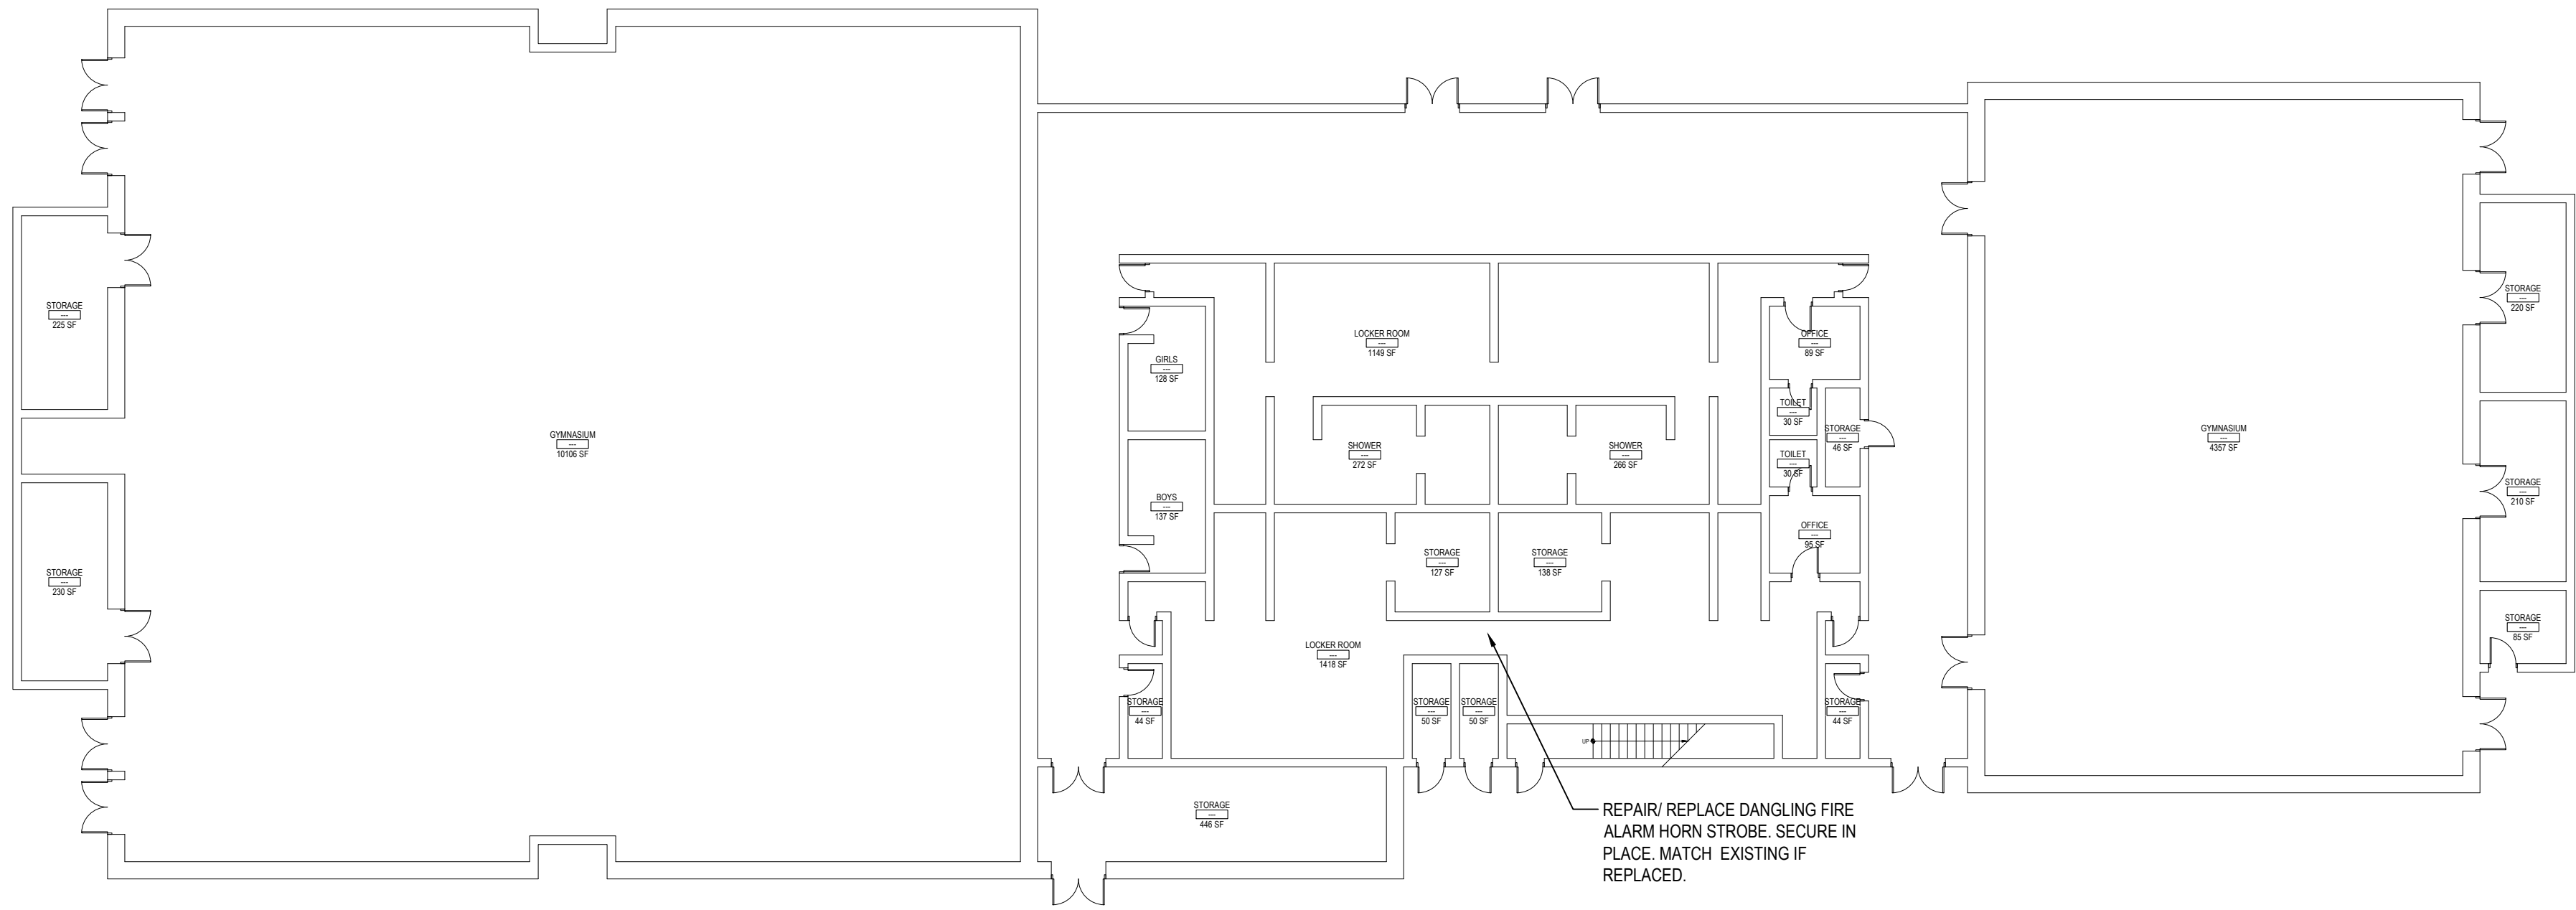 STORAGE
---
225 SF
STORAGE
---
230 SF
GYMNASIUM
---
10106 SF
GIRLS
---
128 SF
BOYS
---
137 SF
LOCKER ROOM
---
1149 SF
SHOWER
---
272 SF
SHOWER
---
266 SF
OFFICE
---
89 SF
TOILET
---
30 SF
STORAGE
---
46 SF
TOILET
---
30 SF
OFFICE
---
95 SF
STORAGE
---
127 SF
STORAGE
---
138 SF
LOCKER ROOM
---
1418 SF
STORAGE
---
44 SF
STORAGE
---
50 SF
STORAGE
---
50 SF
UP
STORAGE
---
44 SF
STORAGE
---
446 SF
GYMNASIUM
---
4357 SF
STORAGE
---
220 SF
STORAGE
---
210 SF
STORAGE
---
85 SF
REPAIR/ REPLACE DANGLING FIRE
ALARM HORN STROBE. SECURE IN
PLACE. MATCH EXISTING IF
REPLACED.